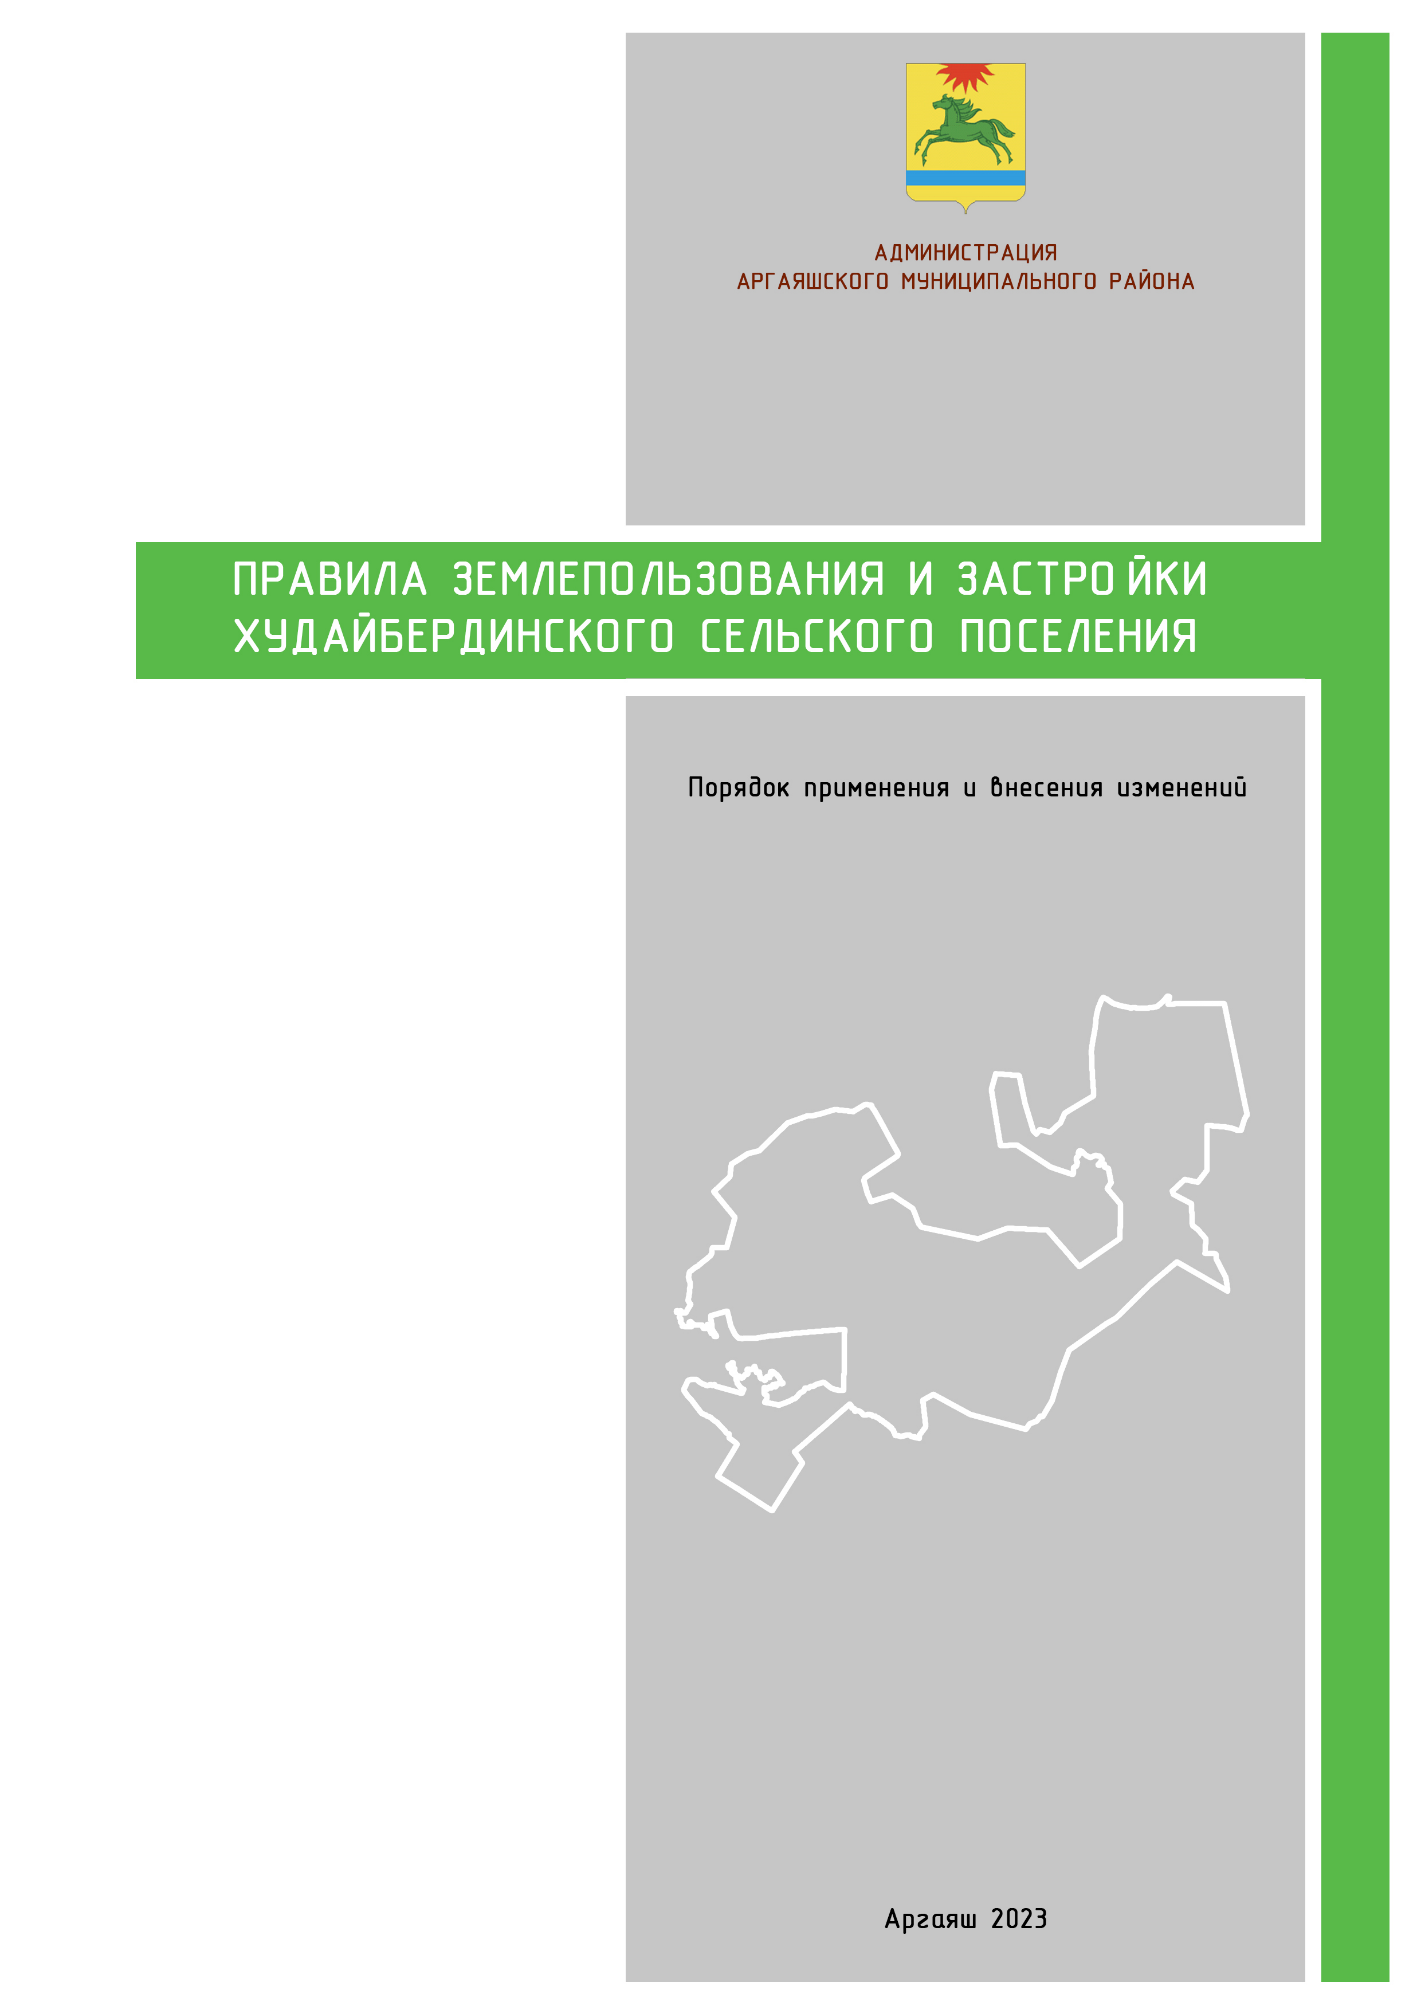 АДМИНИСТРАЦИЯ
АРГАЯШСКОГО МУНИЦИПАЛЬНОГО РАЙОНА
ПРАВИЛА ЗЕМЛЕПОЛЬЗОВАНИЯ И ЗАСТРОЙКИ
ХУДАЙБЕРДИНСКОГО СЕЛЬСКОГО ПОСЕЛЕНИЯ
Порядок применения и внесения изменений
Аргаяш 2023